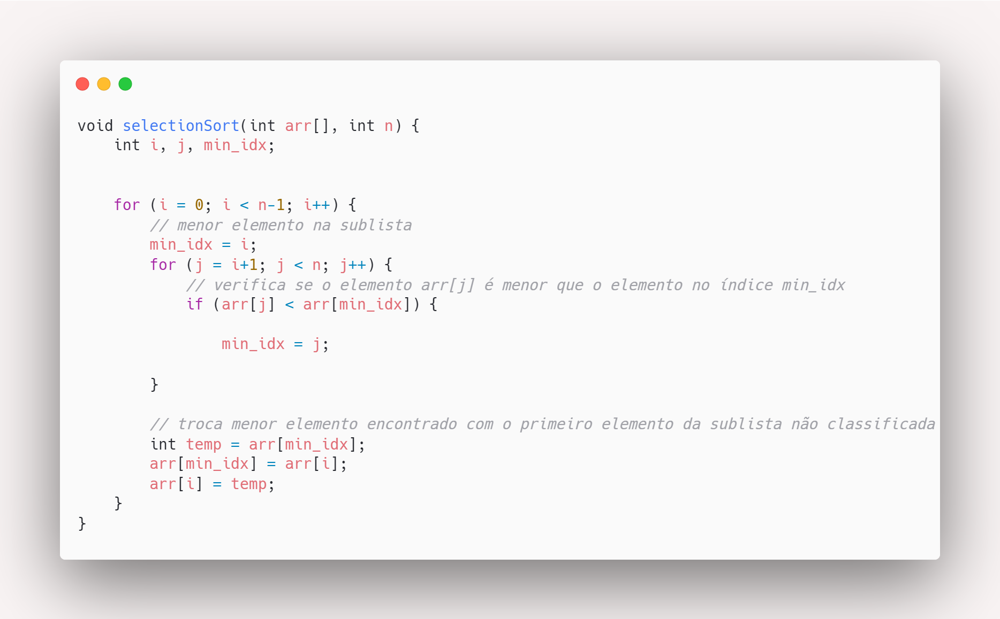 void selectionSort(int arr[], int n) {
    int i, j, min_idx;
    for (i = 0; i < n-1; i++) {
        // menor elemento na sublista
        min_idx = i;
        for (j = i+1; j < n; j++) {
            // verifica se o elemento arr[j] é menor que o elemento no índice min_idx
            if (arr[j] < arr[min_idx]) {
                min_idx = j;
        }
        // troca menor elemento encontrado com o primeiro elemento da sublista não classificada
        int temp = arr[min_idx];
        arr[min_idx] = arr[i];
        arr[i] = temp;
    }
}